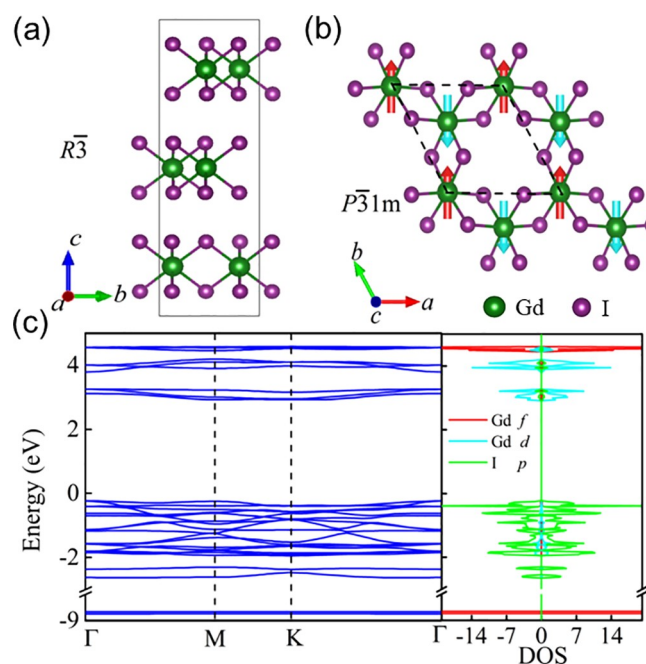 (a)
(b)
R3̅
P3̅1m
c
a
b
b
c
a
Gd
I
(c)
Energy (eV)
4
2
0
-2
-9
Γ
M
K
Γ
Gd f
Gd d
I p
-14
-7
0
7
14
DOS